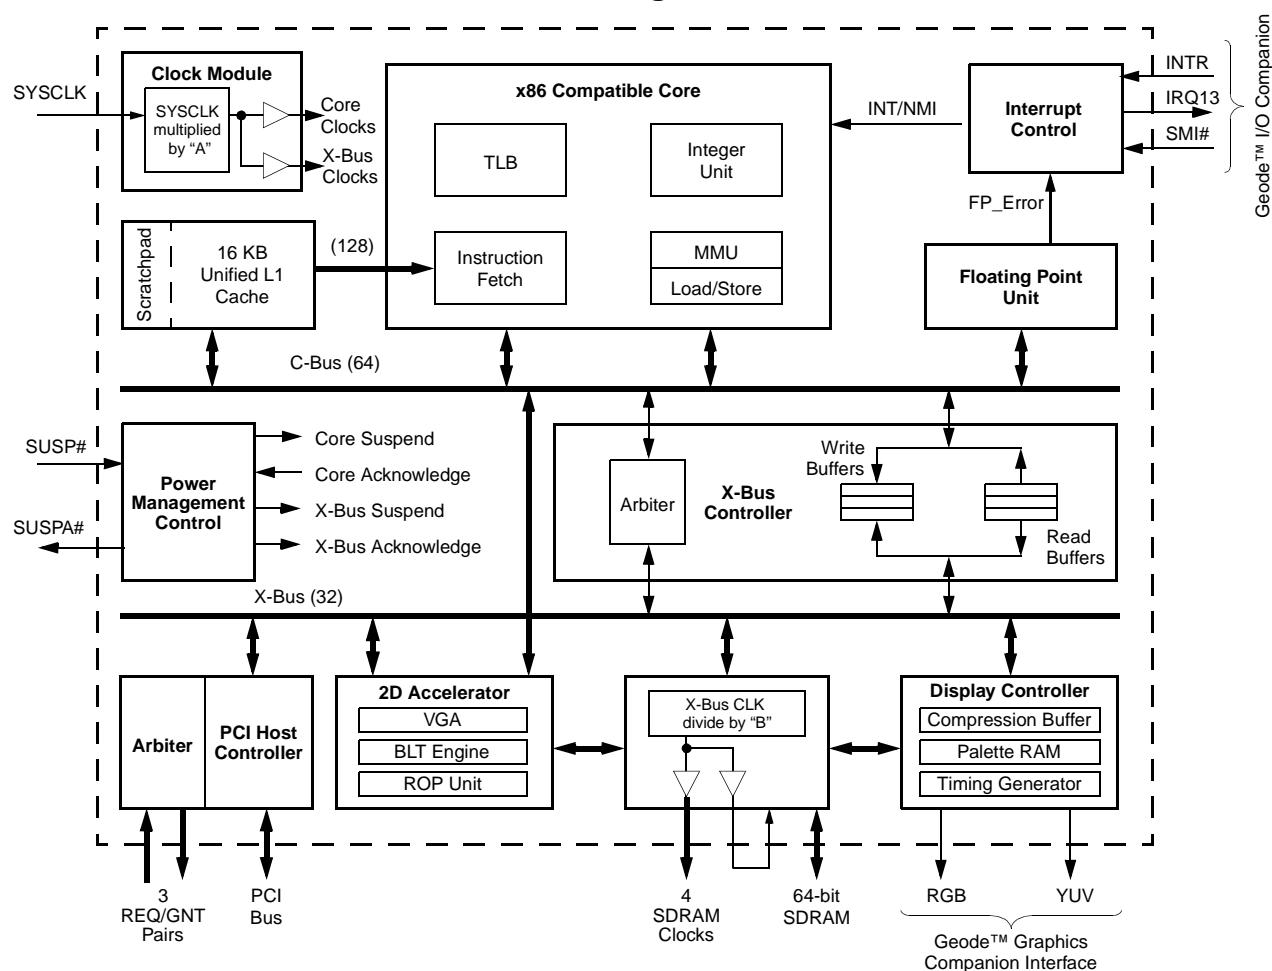 Clock Module
SYSCLK
SYSCLK
multiplied
by “A”
Core
Clocks
X-Bus
Clocks
x86 Compatible Core
TLB
Integer
Unit
Instruction
Fetch
MMU
Load/Store
INT/NMI
Interrupt
Control
INTR
IRQ13
SMI#
Geode™ I/O Companion
FP_Error
Floating Point
Unit
Scratchpad
16 KB
Unified L1
Cache
(128)
C-Bus (64)
SUSP#
SUSPA#
Power
Management
Control
Core Suspend
Core Acknowledge
X-Bus Suspend
X-Bus Acknowledge
Arbiter
X-Bus
Controller
Write
Buffers
Read
Buffers
X-Bus (32)
Arbiter
PCI Host
Controller
2D Accelerator
VGA
BLT Engine
ROP Unit
X-Bus CLK
divide by “B”
Display Controller
Compression Buffer
Palette RAM
Timing Generator
3
REQ/GNT
Pairs
PCI
Bus
4
SDRAM
Clocks
64-bit
SDRAM
RGB
YUV
Geode™ Graphics
Companion Interface